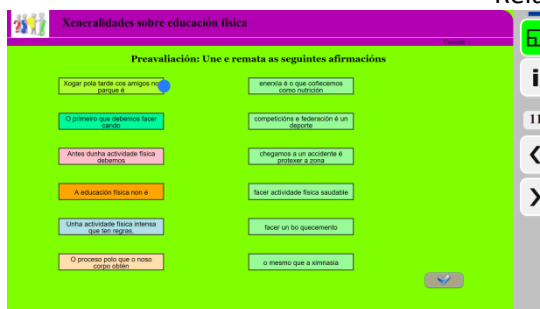 Rela
Xeneralidades sobre educación física
Unidade 1
Preavaliación: Une e remata as seguintes afirmacións
Xogar pola tarde cos amigos no
parque é
enerxía é o que coñecemos
como nutrición
O primeiro que debemos facer
cando
competicións e federación é un
deporte
Antes dunha actividade física
debemos
chegamos a un accidente é
protexer a zona
A educación física non é
facer actividade física saudable
Unha actividade física intensa
que ten regras,
facer un bo quecemento
O proceso polo que o noso
corpo obtén
o mesmo que a ximnasia